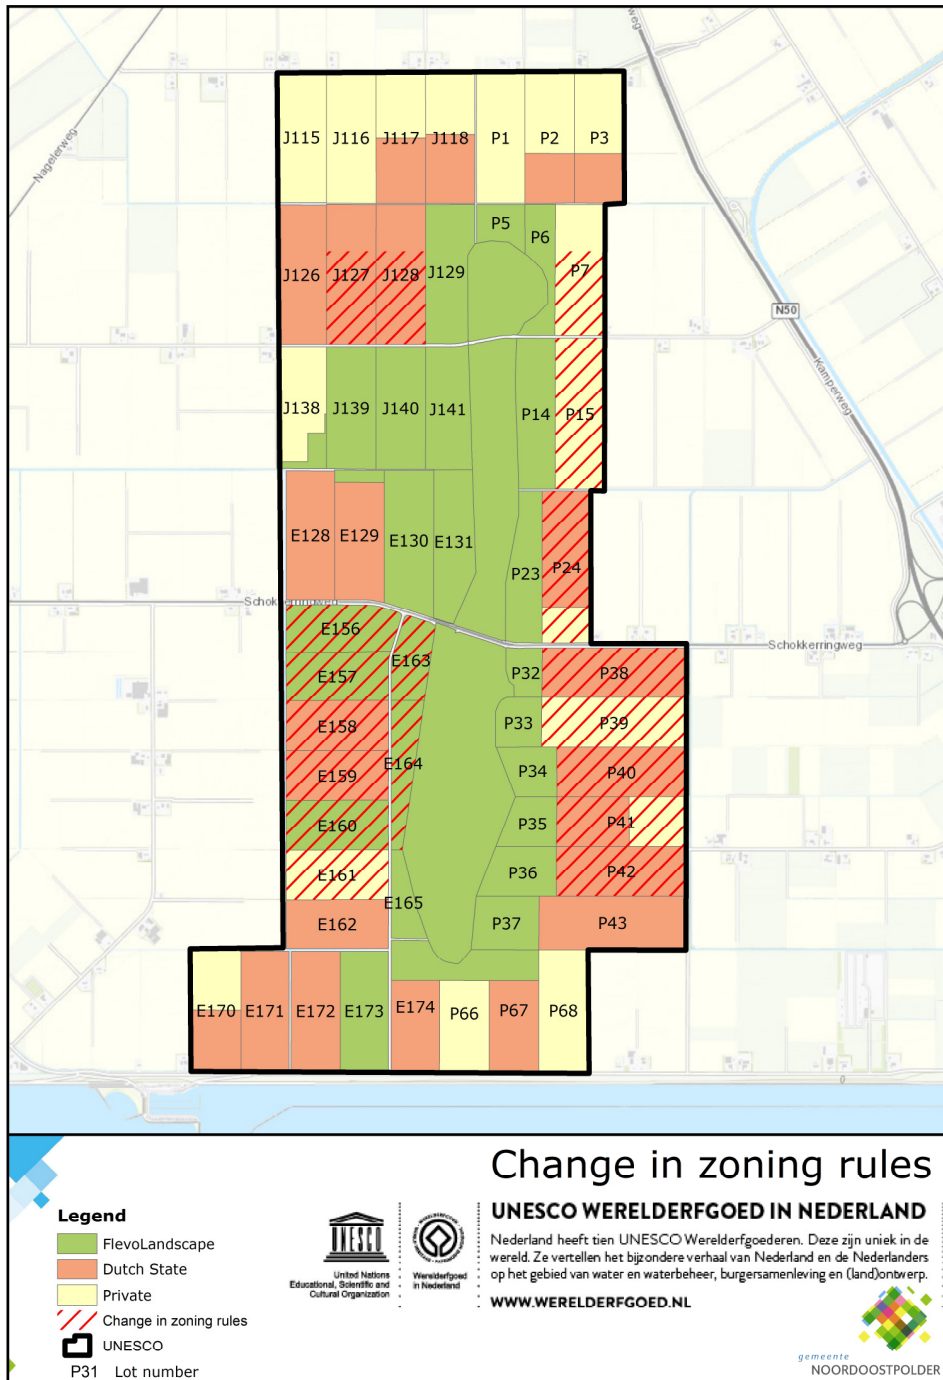 weg
Nagelerweg
J115 J116 J117 J118 P1 P2 P3
P5
P6
J126 J127 J128 J129 P7
N50
Kamperweg
J138 J139 J140 J141 P14 P15
E128 E129 E130 E131 P23 P24
Schokkerringweg
Schokkerringweg
E156
E157
E158
E159
E160
E161
E162
E163
E164
E165
P32
P33
P34
P35
P36
P37
P38
P39
P40
P41
P42
P43
E170 E171 E172 E173 E174 P66 P67 P68
Change in zoning rules
Legend
FlevoLandscape
Dutch State
Private
Change in zoning rules
UNESCO
P31 Lot number
UNESCO
United Nations
Educational, Scientific and
Cultural Organization
Werelderfgoed
in Nederland
UNESCO WERELDERFGOED IN NEDERLAND
Nederland heeft tien UNESCO Werelderfgoederen. Deze zijn uniek in de
wereld. Ze vertellen het bijzondere verhaal van Nederland en de Nederlanders
op het gebied van water en waterbeheer, burgersamenleving en (land)ontwerp.
WWW.WERELDERFGOED.NL
gemeente
NOORDOOSTPOLDER